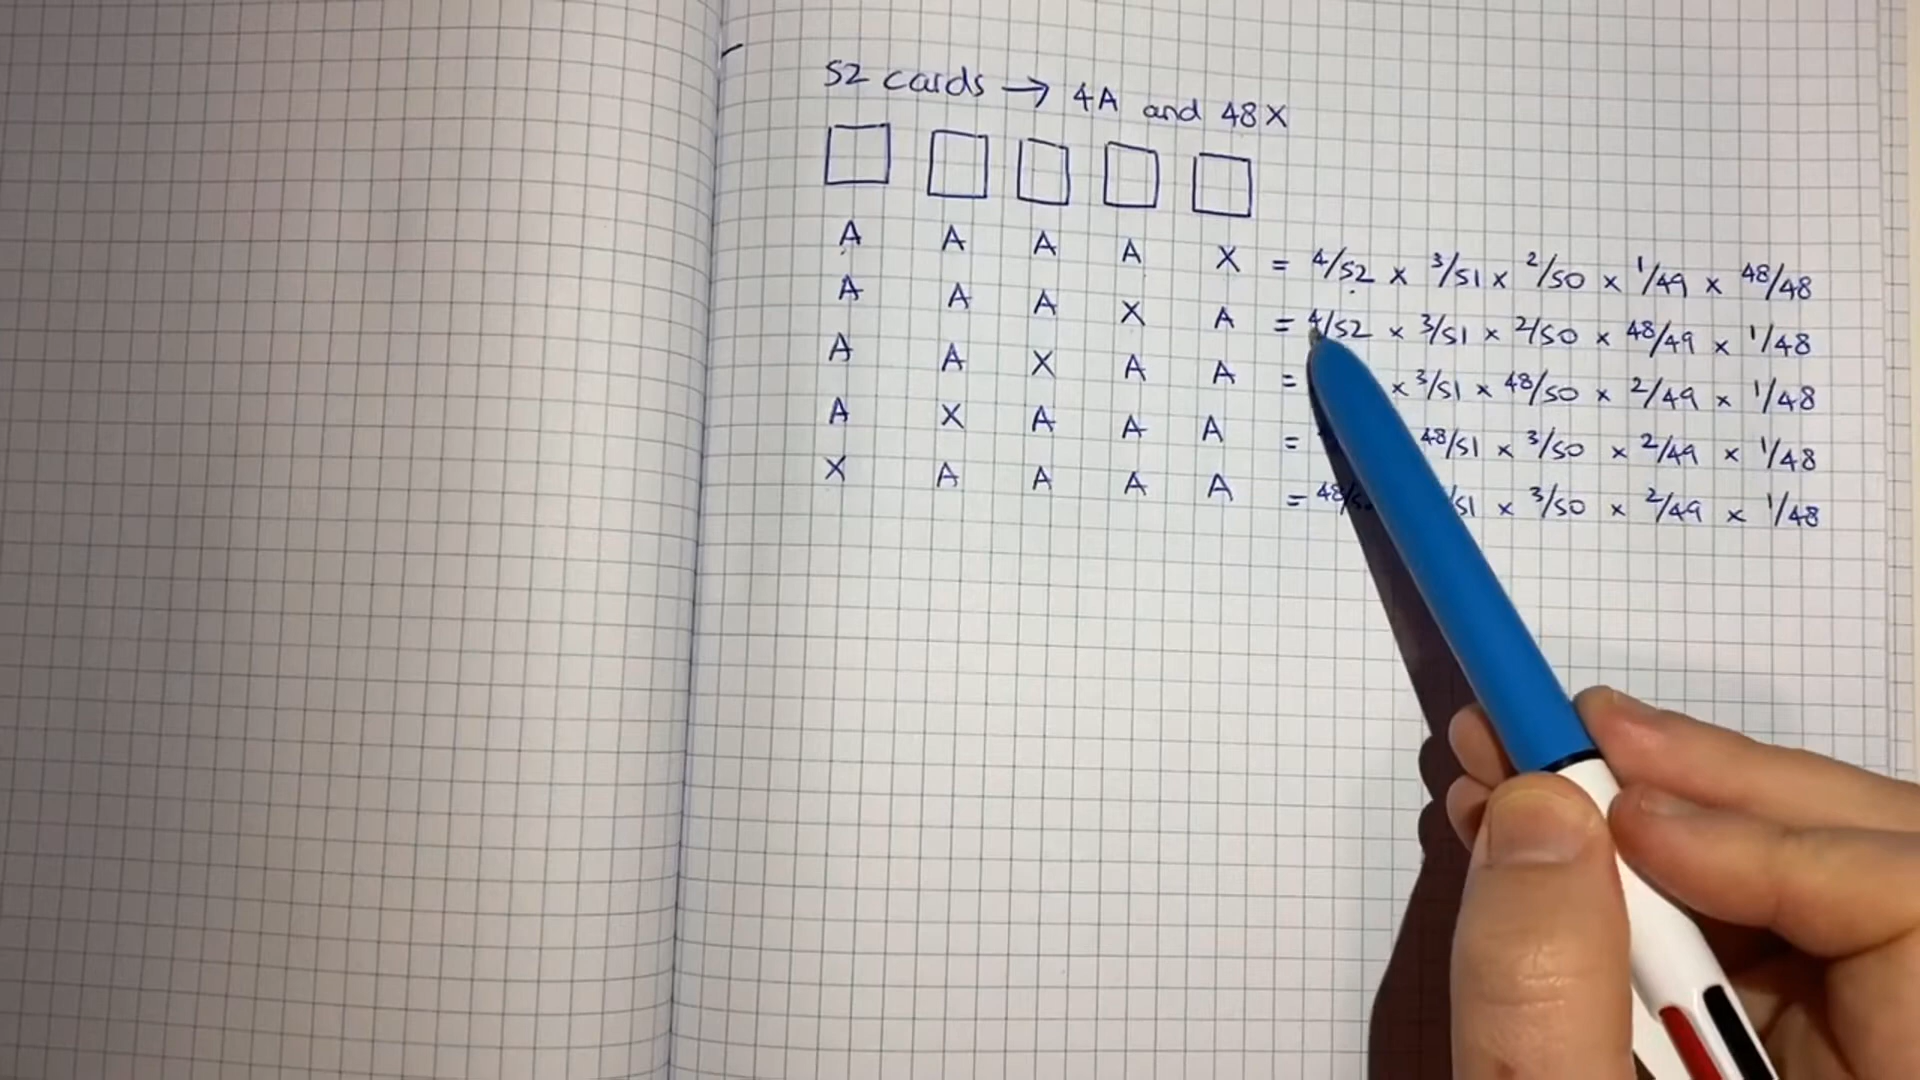 52 cards → 4A and 48X
A A A A X = 4/52 × 3/51 × 2/50 × 1/49 × 48/48
A A A X A = 4/52 × 3/51 × 2/50 × 48/49 × 1/48
A A X A A = × 3/51 × 48/50 × 2/49 × 1/48
A X A A A = 48/51 × 3/50 × 2/49 × 1/48
X A A A A = 48/ /51 × 3/50 × 2/49 × 1/48